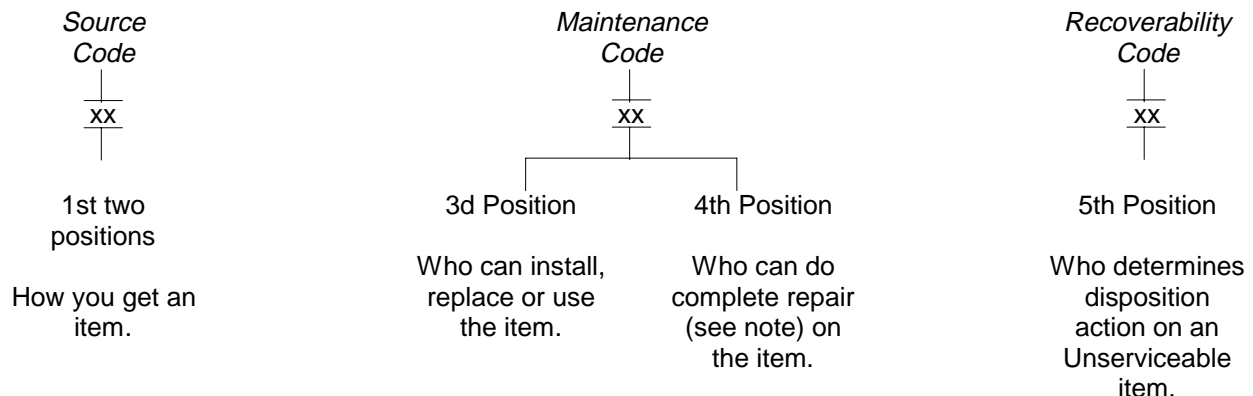 Source
Code
xx
1st two
positions
How you get an
item.
Maintenance
Code
xx
3d Position
Who can install,
replace or use
the item.
4th Position
Who can do
complete repair
(see note) on
the item.
Recoverability
Code
xx
5th Position
Who determines
disposition
action on an
Unserviceable
item.